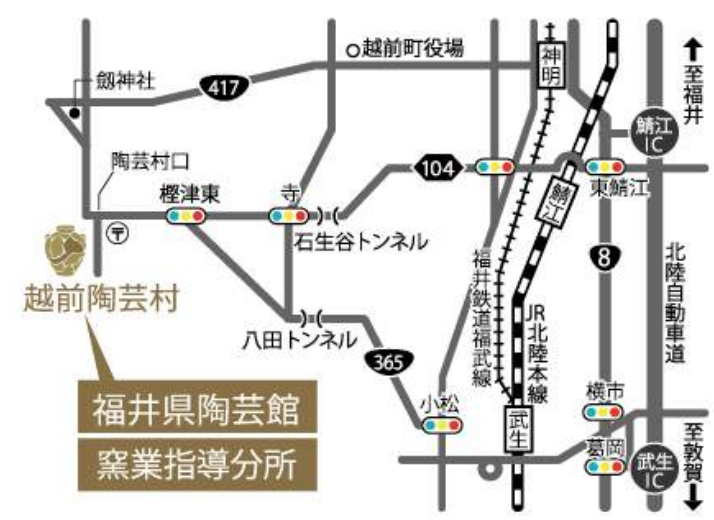 越前町役場
神明
至福井
劔神社
417
鯖江
IC
陶芸村口
樫津東
寺
104
東鯖江
鯖江
〒
石生谷トンネル
8
北陸自動車道
福井鉄道福武線
越前陶芸村
八田トンネル
JR北陸本線
365
福井県陶芸館
小松
横市
武生
至敦賀
窯業指導分所
葛岡
武生
IC